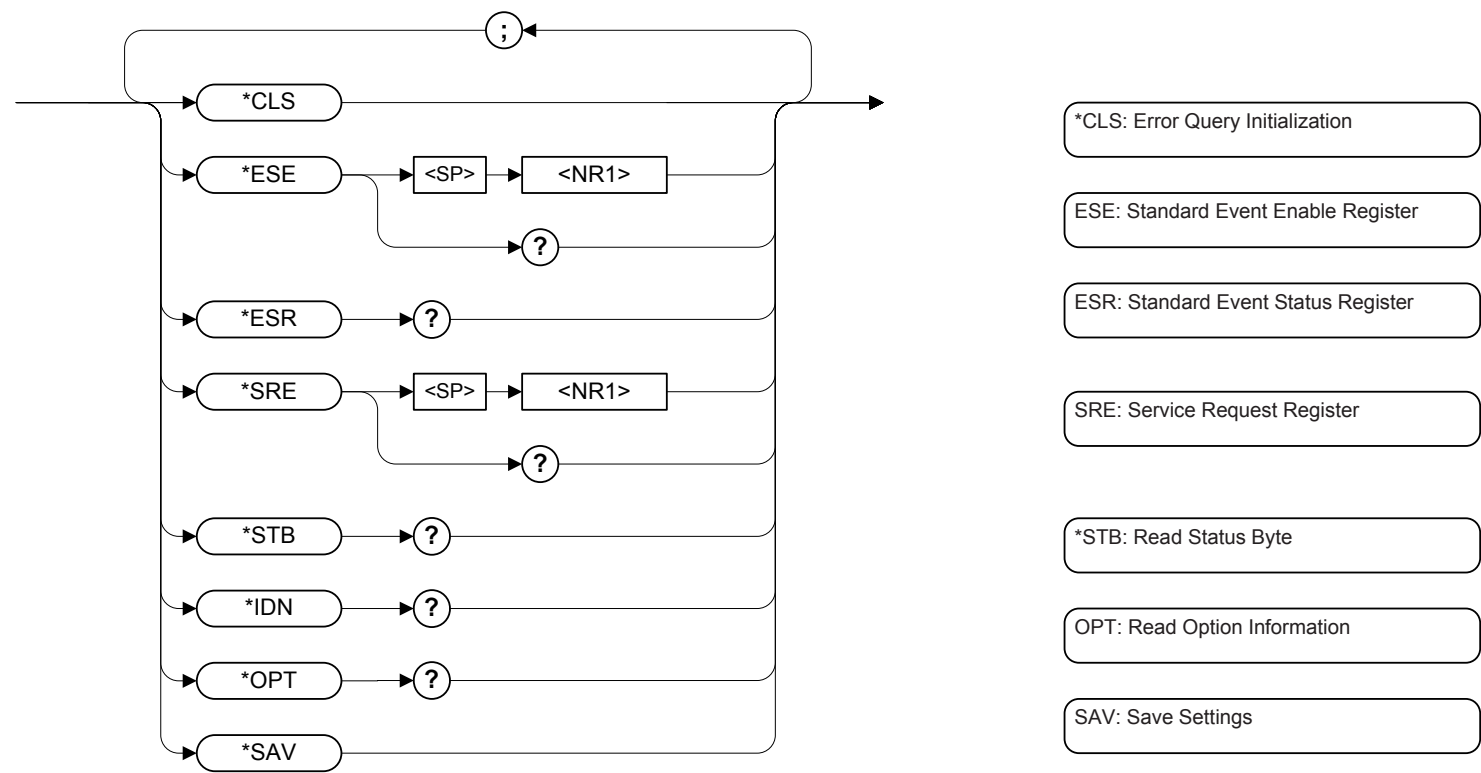 ;
*CLS
*CLS: Error Query Initialization
*ESE <SP> <NR1>
?
ESE: Standard Event Enable Register
*ESR ?
ESR: Standard Event Status Register
*SRE <SP> <NR1>
?
SRE: Service Request Register
*STB ?
*STB: Read Status Byte
*IDN ?
OPT: Read Option Information
*OPT ?
SAV: Save Settings
*SAV